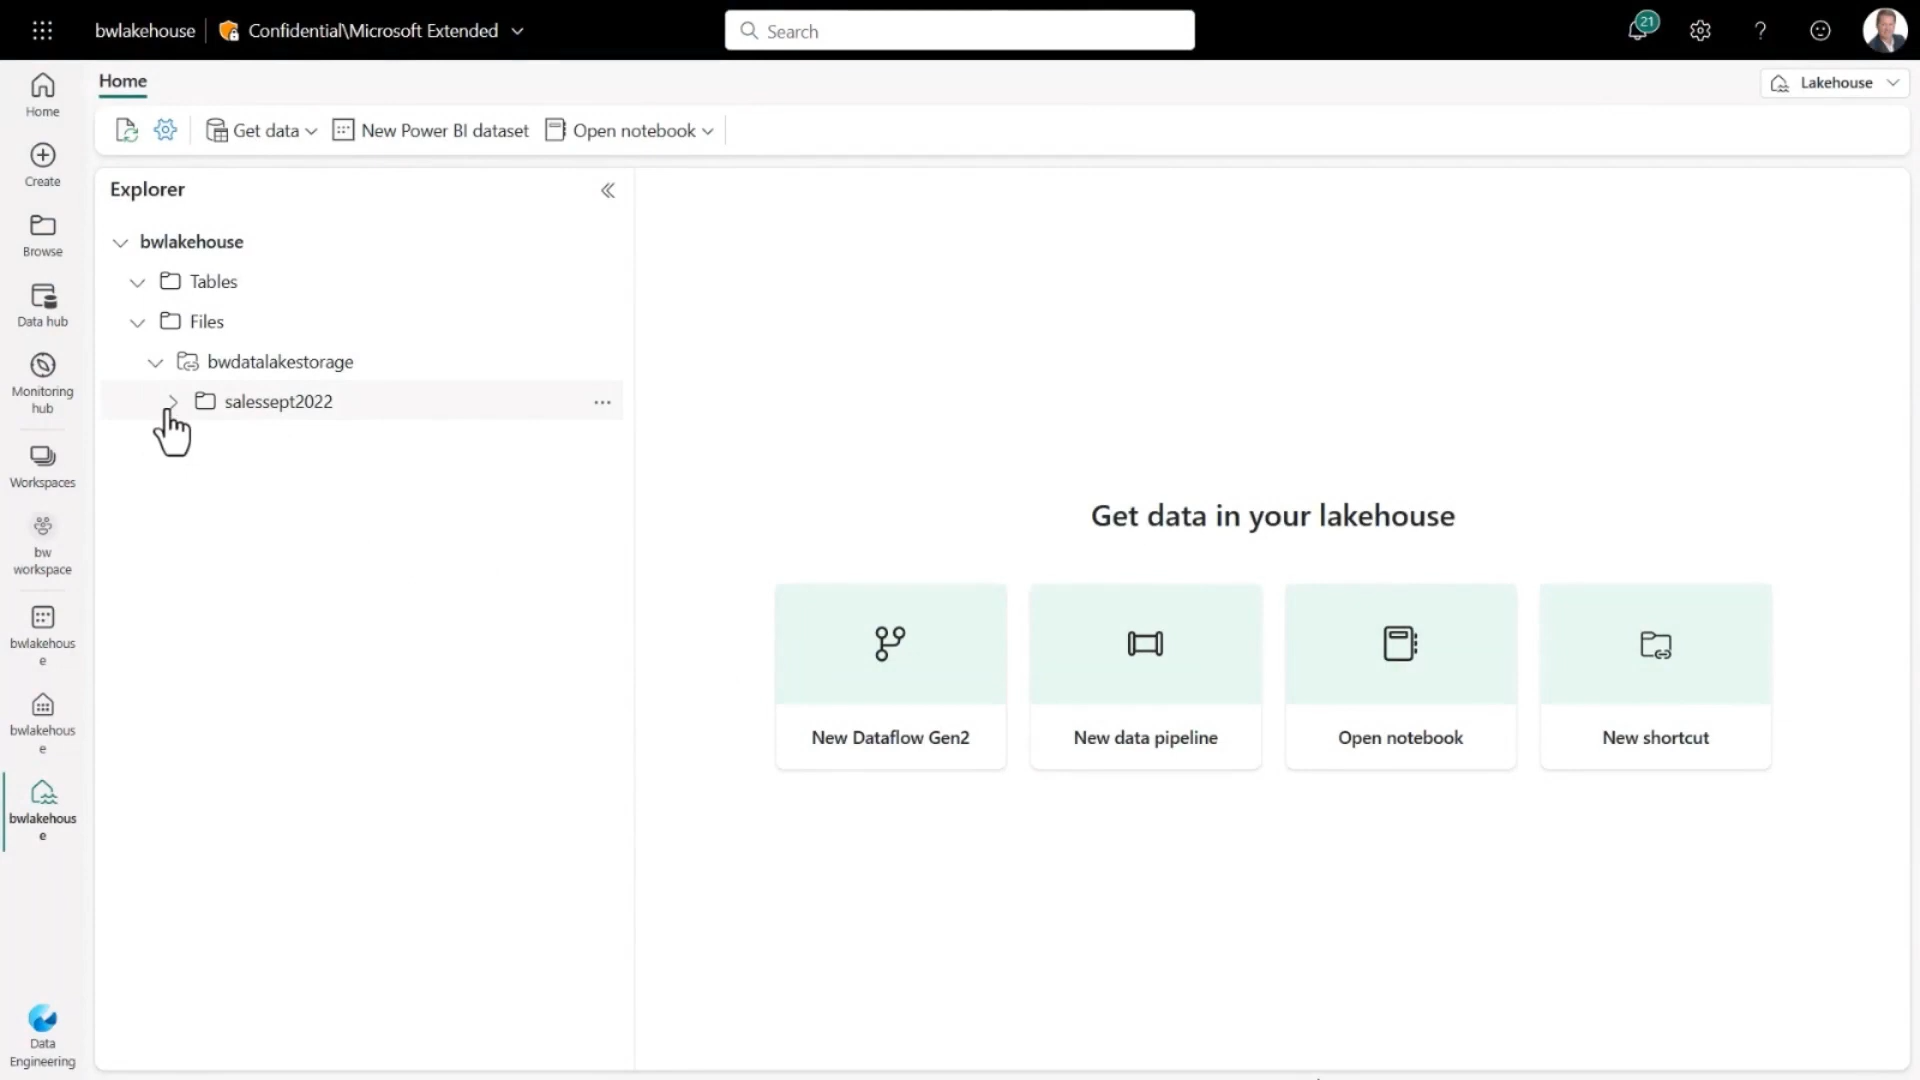 bwlakehouse
Confidential\Microsoft Extended
Search
21
?
Home
Create
Browse
Data hub
Monitoring
hub
Workspaces
bw
workspace
bwlakehous
e
bwlakehous
e
bwlakehous
e
Data
Engineering
Home
Lakehouse
Get data
New Power BI dataset
Open notebook
Explorer
bwlakehouse
Tables
Files
bwdatalakestorage
salessept2022
...
Get data in your lakehouse
New Dataflow Gen2
New data pipeline
Open notebook
New shortcut